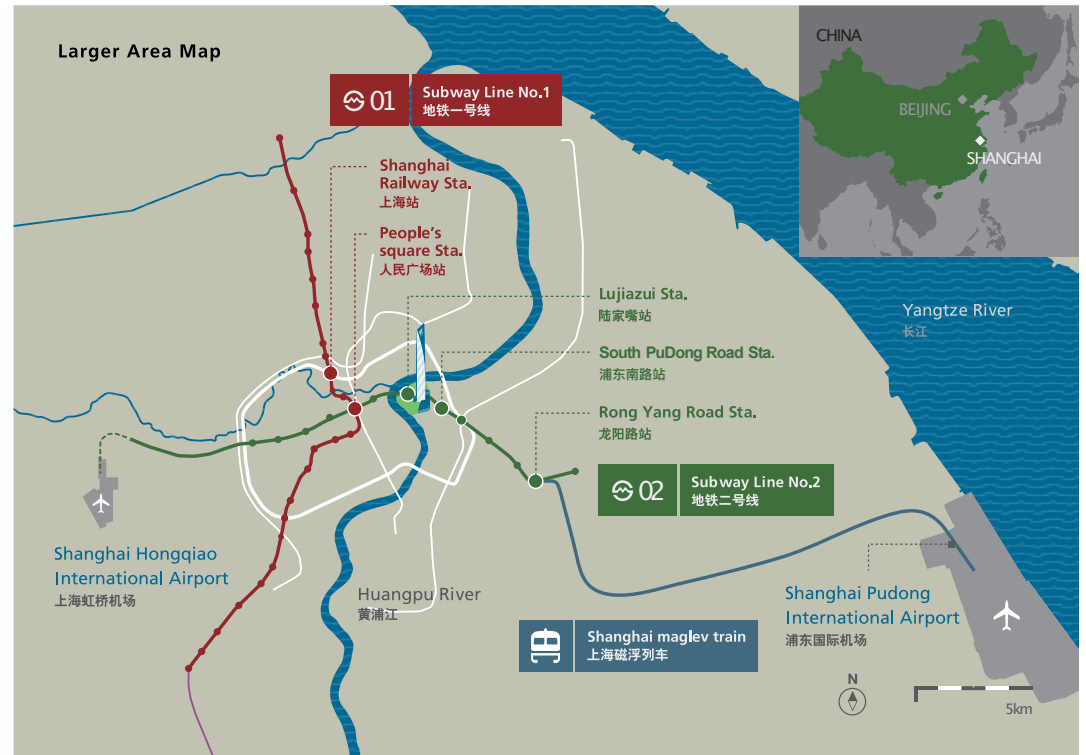 Larger Area Map
01
Subway Line No.1
地铁一号线
CHINA
BEIJING
SHANGHAI
Shanghai
Railway Sta.
上海站
People's
square Sta.
人民广场站
Lujiazui Sta.
陆家嘴站
Yangtze River
长江
South PuDong Road Sta.
浦东南路站
Rong Yang Road Sta.
龙阳路站
02
Subway Line No.2
地铁二号线
Shanghai Hongqiao
International Airport
上海虹桥机场
Huangpu River
黄浦江
Shanghai Pudong
International Airport
浦东国际机场
Shanghai maglev train
上海磁浮列车
N
5km